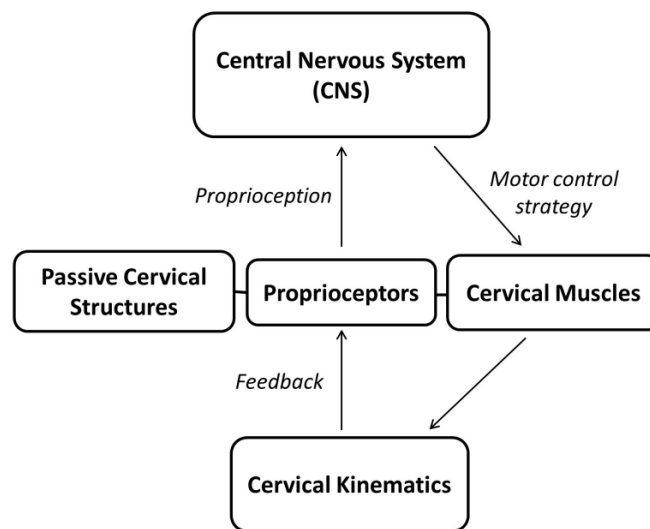 Central Nervous System
(CNS)
Proprioception
Motor control
strategy
Passive Cervical
Structures
Proprioceptors
Cervical Muscles
Feedback
Cervical Kinematics